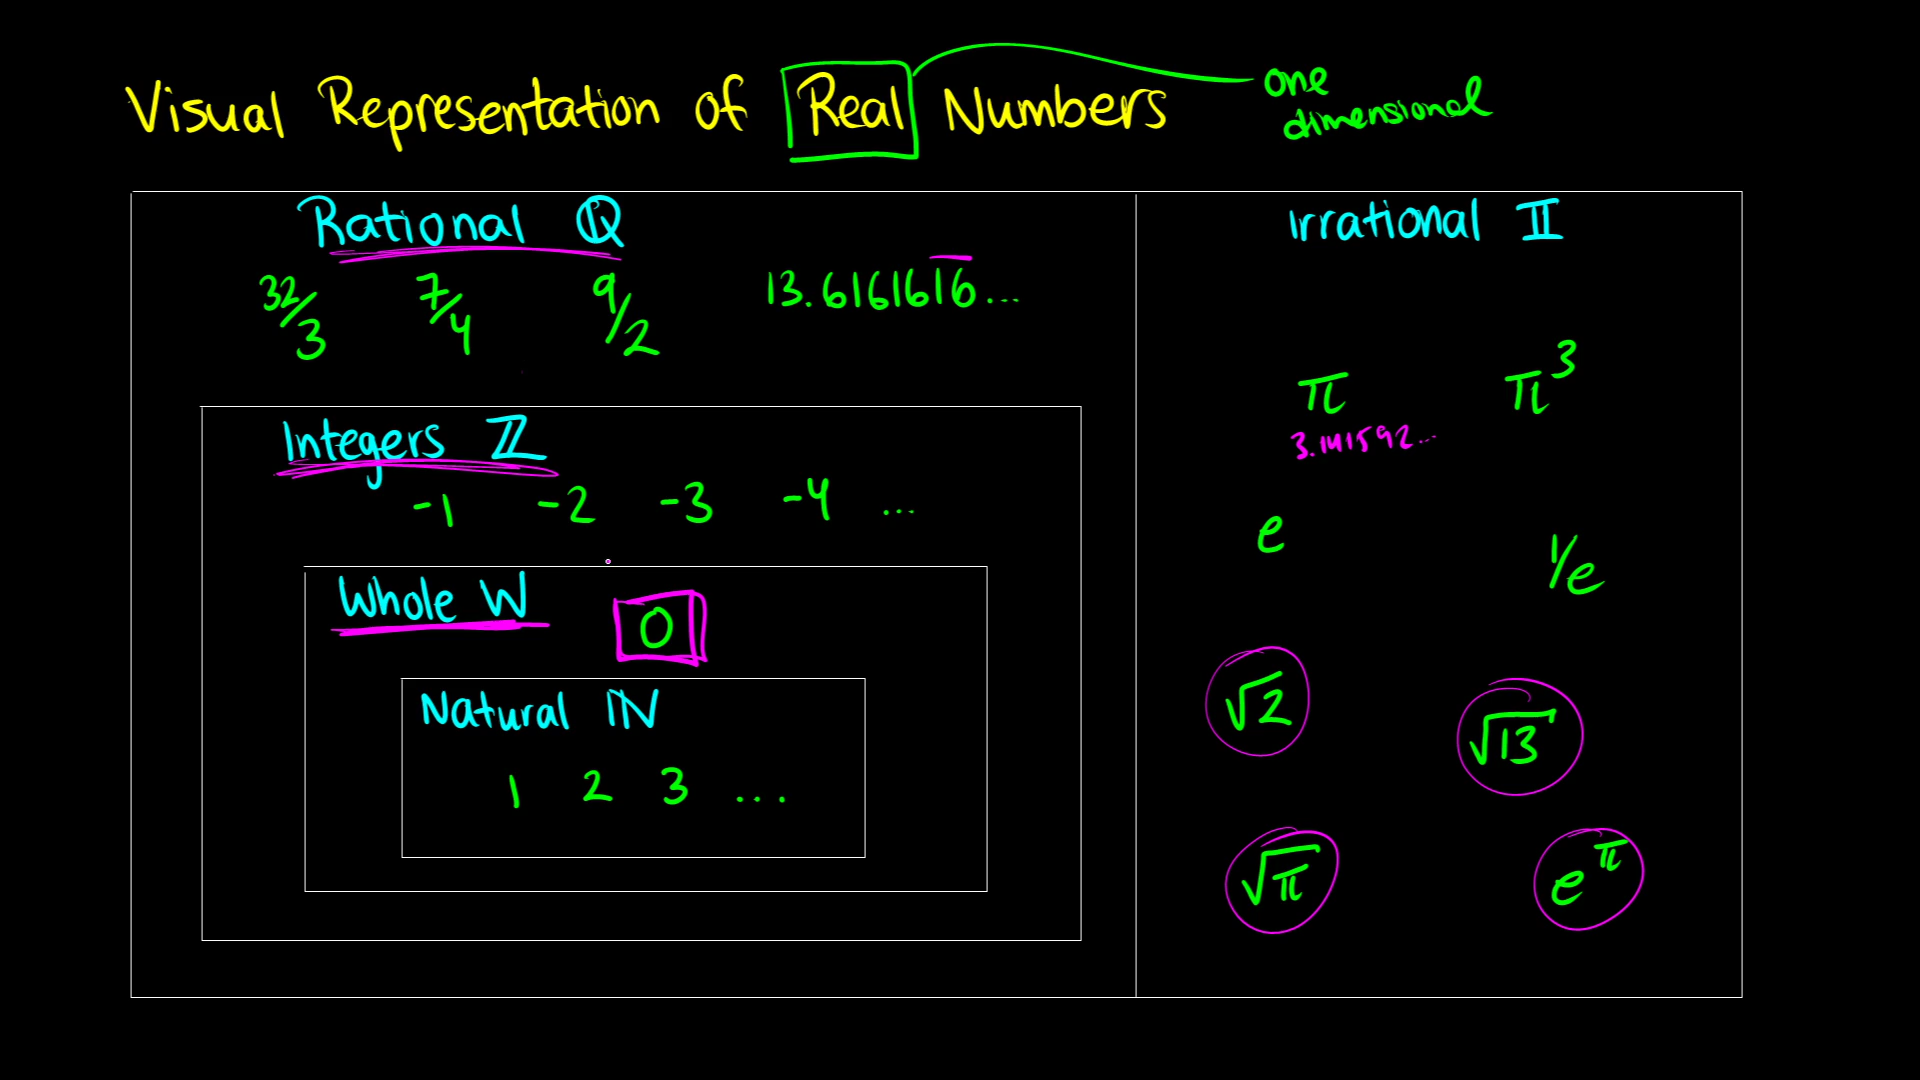 Visual Representation of Real Numbers
one
dimensional
Rational ℚ
32/3 7/4 9/2 13.6161616...
Integers ℤ
-1 -2 -3 -4 ...
Whole W
0
Natural ℕ
1 2 3 ...
Irrational 𝕀
π π³
3.141592...
e 1/e
√2 √13
√π e^π